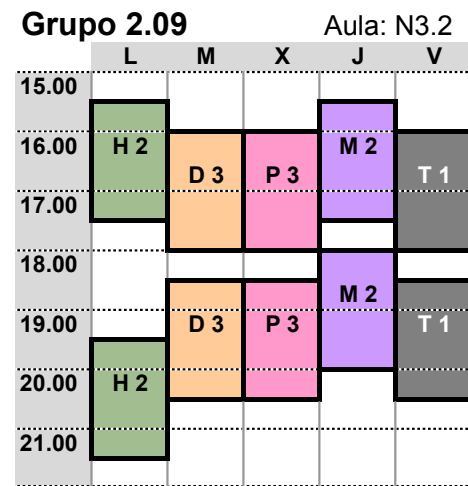 Grupo 2.09 Aula: N3.2
L M X J V
15.00
16.00 H 2 M 2
D 3 P 3 T 1
17.00
18.00
M 2
19.00 D 3 P 3 T 1
20.00 H 2
21.00